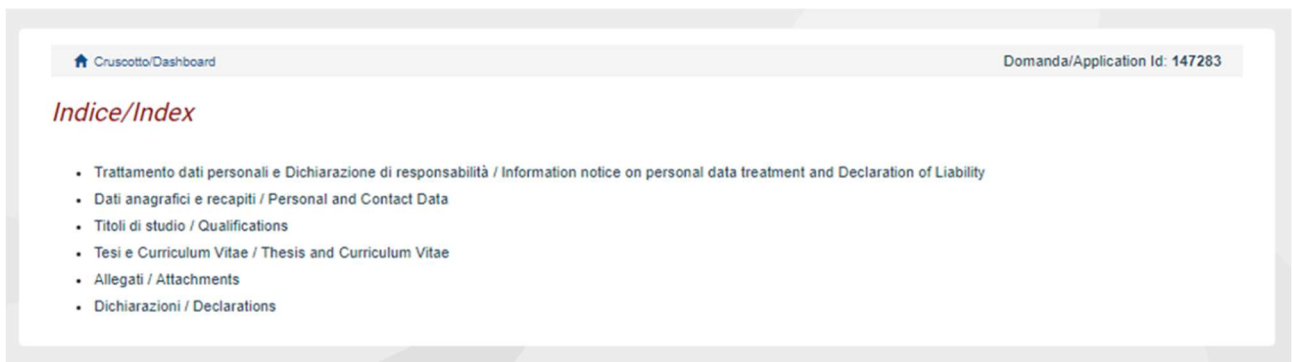 Cruscotto/Dashboard Domanda/Application Id: 147283
Indice/Index
Trattamento dati personali e Dichiarazione di responsabilità / Information notice on personal data treatment and Declaration of Liability
Dati anagrafici e recapiti / Personal and Contact Data
Titoli di studio / Qualifications
Tesi e Curriculum Vitae / Thesis and Curriculum Vitae
Allegati / Attachments
Dichiarazioni / Declarations